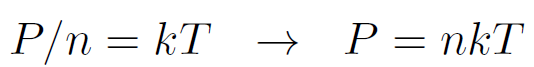 P/n = kT → P = nkT